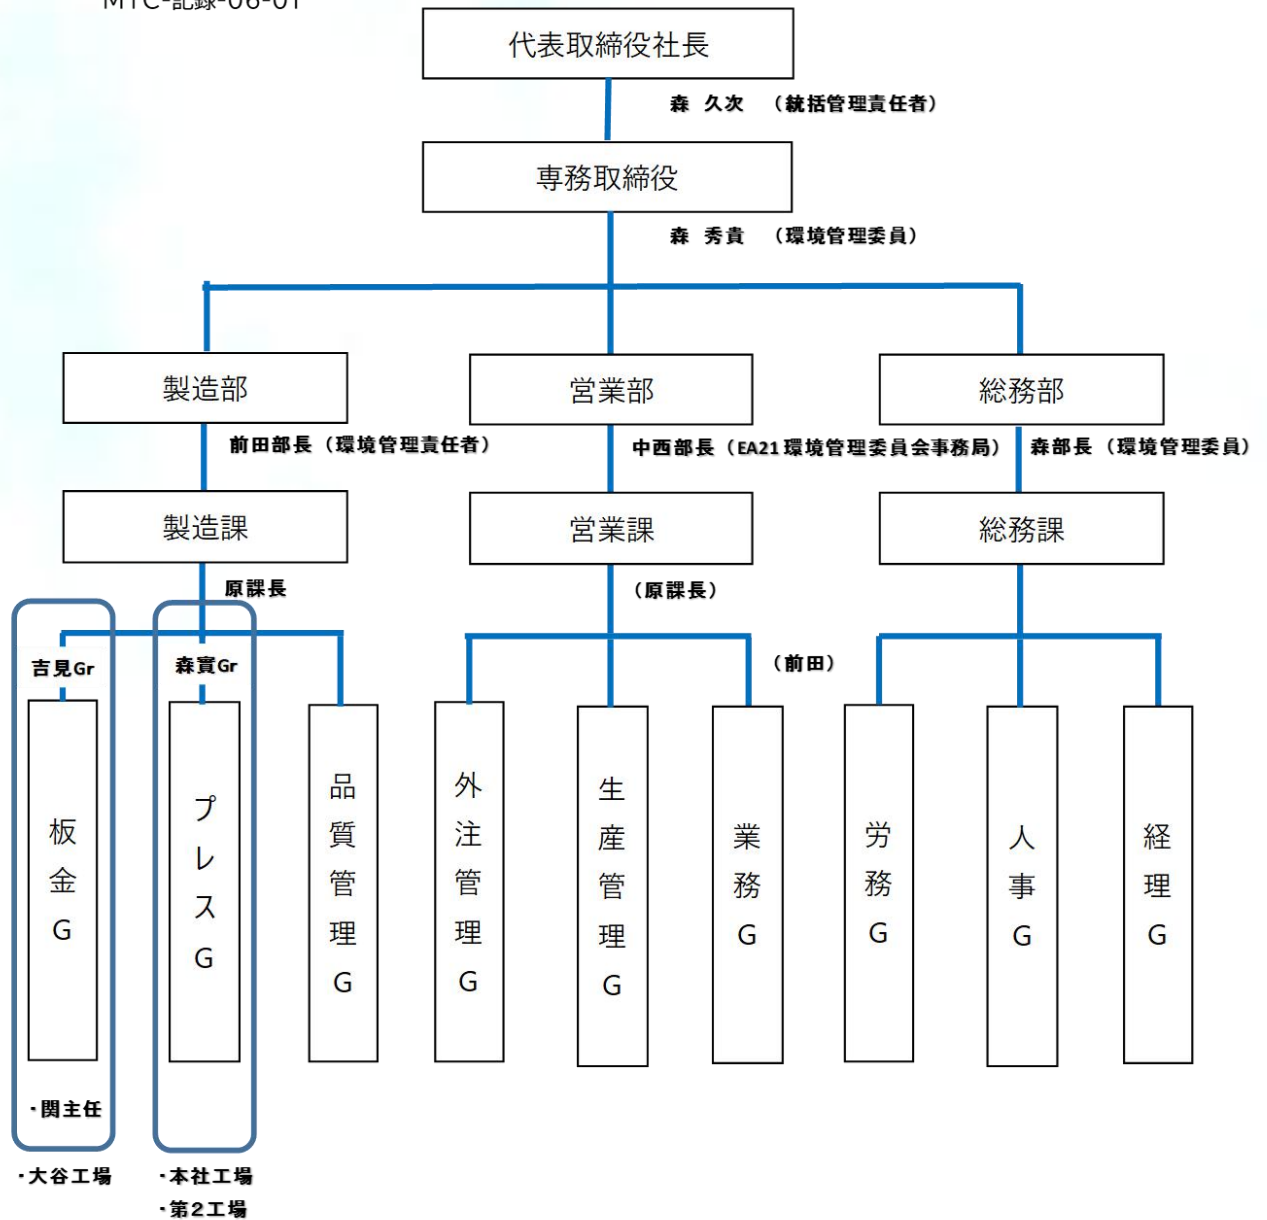 MTC-記録-06-01
代表取締役社長
森 久次 （統括管理責任者）
専務取締役
森 秀貴 （環境管理委員）
製造部
営業部
総務部
前田部長（環境管理責任者）
中西部長（EA21環境管理委員会事務局）
森部長（環境管理委員）
製造課
営業課
総務課
原課長
（原課長）
吉見Gr
森實Gr
（前田）
板金G
プレスG
品質管理G
外注管理G
生産管理G
業務G
労務G
人事G
経理G
・関主任
・大谷工場
・本社工場
・第2工場